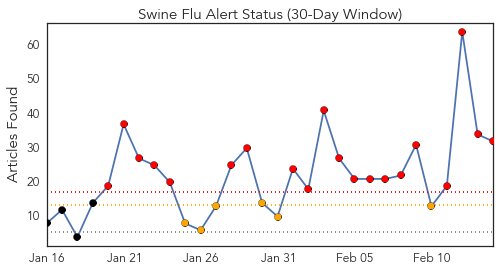 Swine Flu Alert Status (30-Day Window)
Articles Found
60
50
40
30
20
10
Jan 16 Jan 21 Jan 26 Jan 31 Feb 05 Feb 10